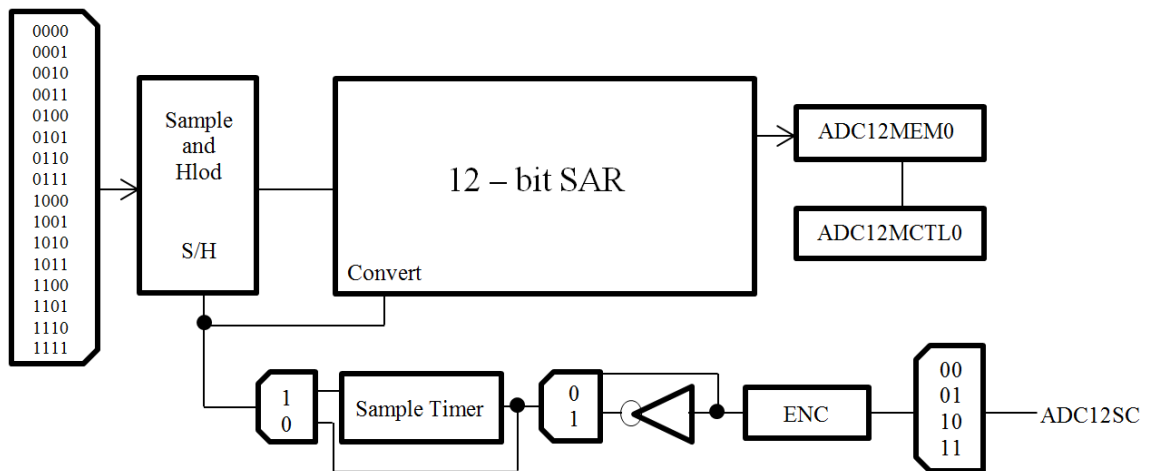 0000
0001
0010
0011
0100
0101
0110
0111
1000
1001
1010
1011
1100
1101
1110
1111
Sample
and
Hlod
S/H
12 – bit SAR
Convert
ADC12MEM0
ADC12MCTL0
1
0
Sample Timer
0
1
ENC
00
01
10
11
ADC12SC